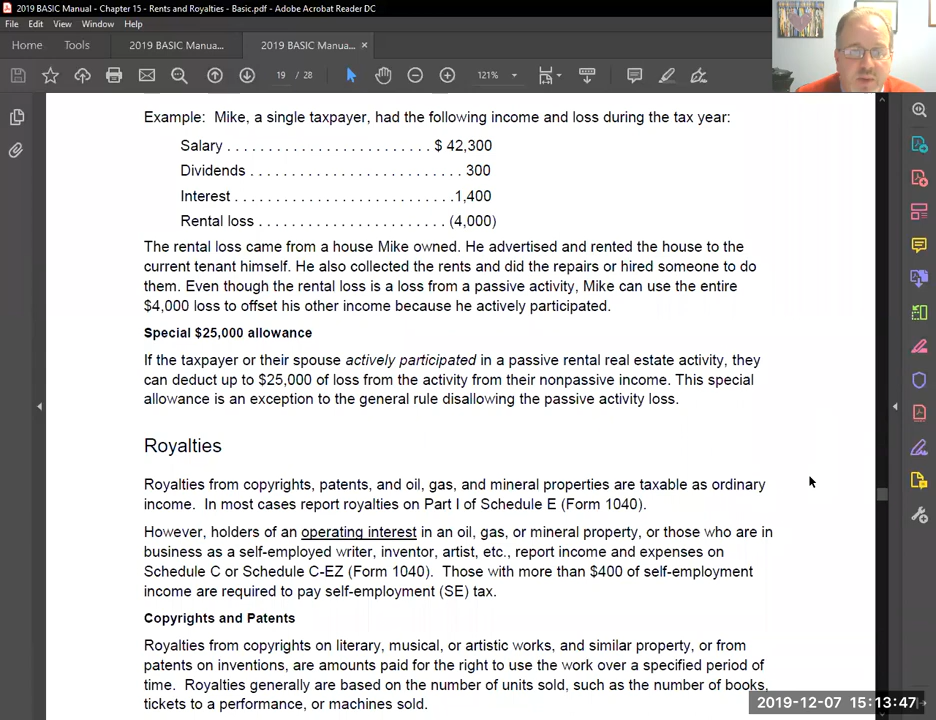 2019 BASIC Manual - Chapter 15 - Rents and Royalties - Basic.pdf - Adobe Acrobat Reader DC
File Edit View Window Help
Home Tools 2019 BASIC Manua... 2019 BASIC Manua... ×
19 / 28 121%
Example: Mike, a single taxpayer, had the following income and loss during the tax year:
Salary . . . . . . . . . . . . . . . . . . . . . . . . . $ 42,300
Dividends . . . . . . . . . . . . . . . . . . . . . . . . . . 300
Interest . . . . . . . . . . . . . . . . . . . . . . . . . . .1,400
Rental loss . . . . . . . . . . . . . . . . . . . . . . . (4,000)
The rental loss came from a house Mike owned. He advertised and rented the house to the
current tenant himself. He also collected the rents and did the repairs or hired someone to do
them. Even though the rental loss is a loss from a passive activity, Mike can use the entire
$4,000 loss to offset his other income because he actively participated.
Special $25,000 allowance
If the taxpayer or their spouse actively participated in a passive rental real estate activity, they
can deduct up to $25,000 of loss from the activity from their nonpassive income. This special
allowance is an exception to the general rule disallowing the passive activity loss.
Royalties
Royalties from copyrights, patents, and oil, gas, and mineral properties are taxable as ordinary
income. In most cases report royalties on Part I of Schedule E (Form 1040).
However, holders of an operating interest in an oil, gas, or mineral property, or those who are in
business as a self-employed writer, inventor, artist, etc., report income and expenses on
Schedule C or Schedule C-EZ (Form 1040). Those with more than $400 of self-employment
income are required to pay self-employment (SE) tax.
Copyrights and Patents
Royalties from copyrights on literary, musical, or artistic works, and similar property, or from
patents on inventions, are amounts paid for the right to use the work over a specified period of
time. Royalties generally are based on the number of units sold, such as the number of books,
tickets to a performance, or machines sold.
2019-12-07 15:13:47